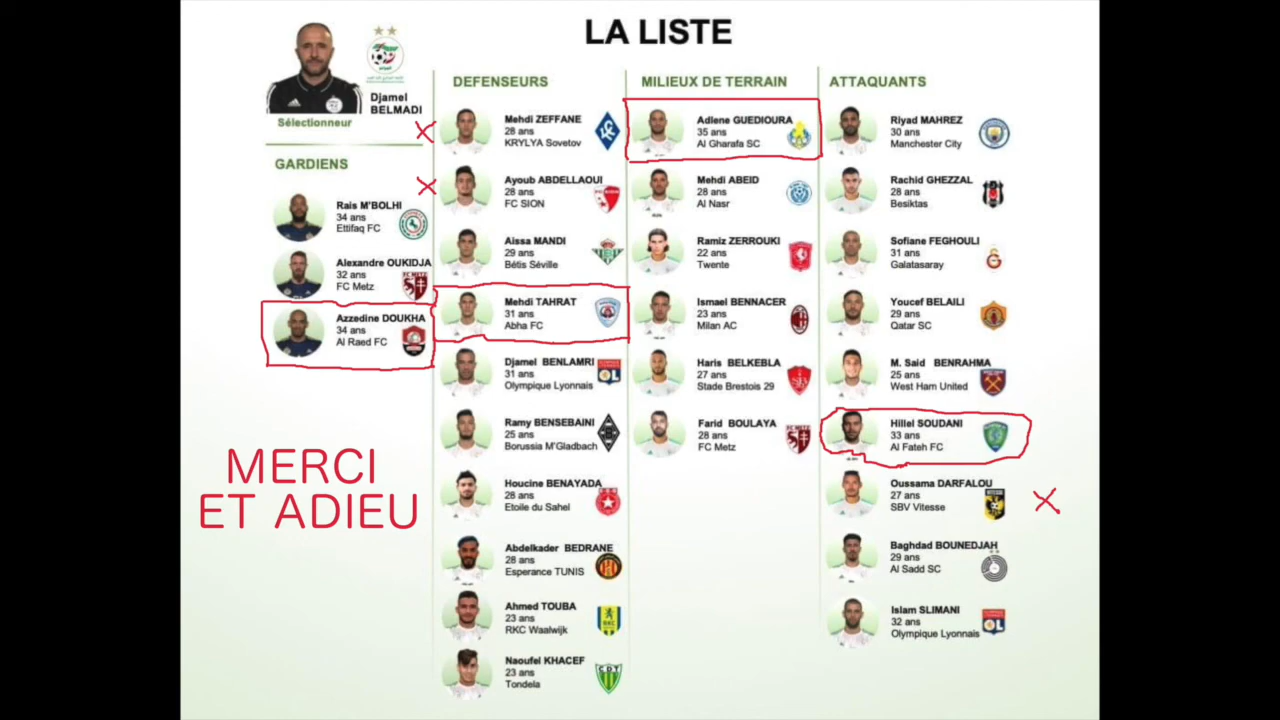 LA LISTE
Djamel
BELMADI
Sélectionneur
GARDIENS
Rais M'BOLHI
34 ans
Ettifaq FC
Alexandre OUKIDJA
32 ans
FC Metz
Azzedine DOUKHA
34 ans
Al Raed FC
MERCI
ET ADIEU
DEFENSEURS
Mehdi ZEFFANE
28 ans
KRYLYA Sovetov
Ayoub ABDELLAOUI
28 ans
FC SION
Aissa MANDI
29 ans
Bétis Séville
Mehdi TAHRAT
31 ans
Abha FC
Djamel BENLAMRI
31 ans
Olympique Lyonnais
Ramy BENSEBAINI
25 ans
Borussia M'Gladbach
Houcine BENAYADA
28 ans
Etoile du Sahel
Abdelkader BEDRANE
28 ans
Esperance TUNIS
Ahmed TOUBA
23 ans
RKC Waalwijk
Naoufel KHACEF
23 ans
Tondela
MILIEUX DE TERRAIN
Adlene GUEDIOURA
35 ans
Al Gharafa SC
Mehdi ABEID
28 ans
Al Nasr
Ramiz ZERROUKI
22 ans
Twente
Ismael BENNACER
23 ans
Milan AC
Haris BELKEBLA
27 ans
Stade Brestois 29
Farid BOULAYA
28 ans
FC Metz
ATTAQUANTS
Riyad MAHREZ
30 ans
Manchester City
Rachid GHEZZAL
28 ans
Besiktas
Sofiane FEGHOULI
31 ans
Galatasaray
Youcef BELAILI
29 ans
Qatar SC
M. Said BENRAHMA
25 ans
West Ham United
Hillel SOUDANI
33 ans
Al Fateh FC
Oussama DARFALOU
27 ans
SBV Vitesse
Baghdad BOUNEDJAH
29 ans
Al Sadd SC
Islam SLIMANI
32 ans
Olympique Lyonnais